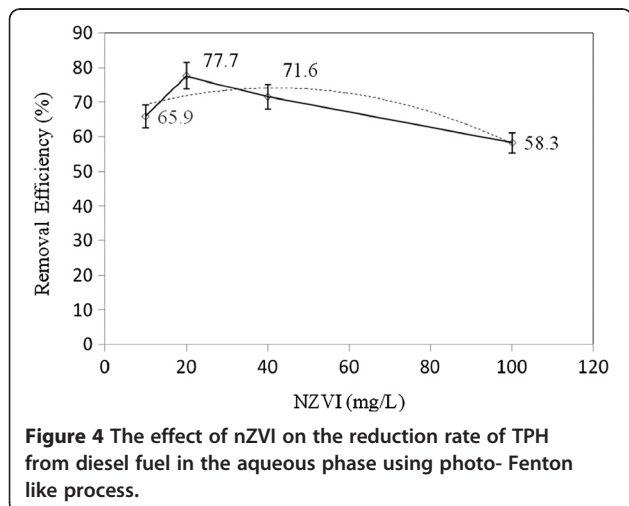 90
80
70
60
50
40
30
20
10
0
Removal Efficiency (%)
77.7
71.6
65.9
58.3
0 20 40 60 80 100 120
NZVI (mg/L)
Figure 4 The effect of nZVI on the reduction rate of TPH
from diesel fuel in the aqueous phase using photo- Fenton
like process.